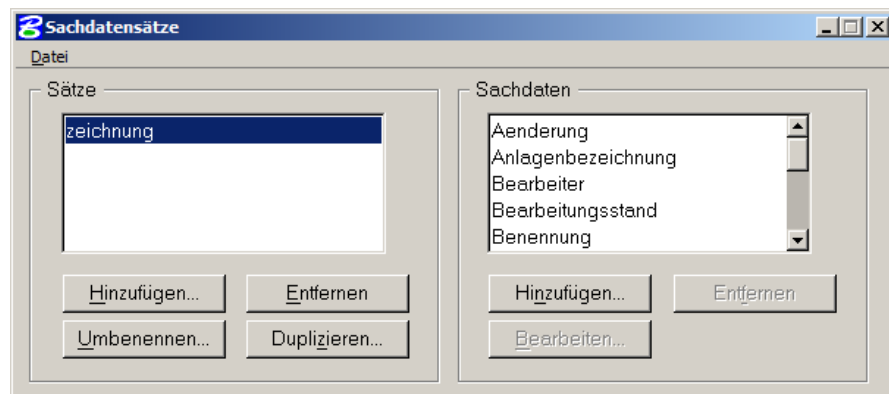 Sachdatensätze
Datei
Sätze
zeichnung
Hinzufügen...
Entfernen
Umbenennen...
Duplizieren...
Sachdaten
Aenderung
Anlagenbezeichnung
Bearbeiter
Bearbeitungsstand
Benennung
Hinzufügen...
Entfernen
Bearbeiten...